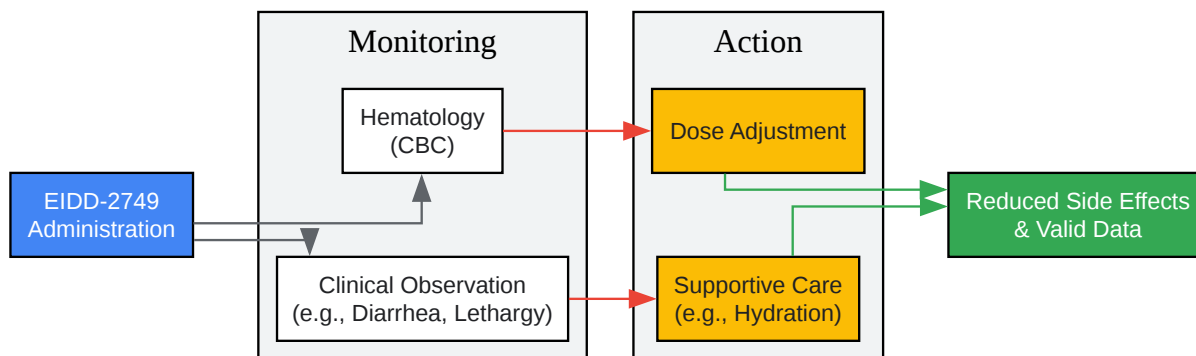 Monitoring
Action
Hematology
(CBC)
Dose Adjustment
EIDD-2749
Administration
Reduced Side Effects
& Valid Data
Clinical Observation
(e.g., Diarrhea, Lethargy)
Supportive Care
(e.g., Hydration)